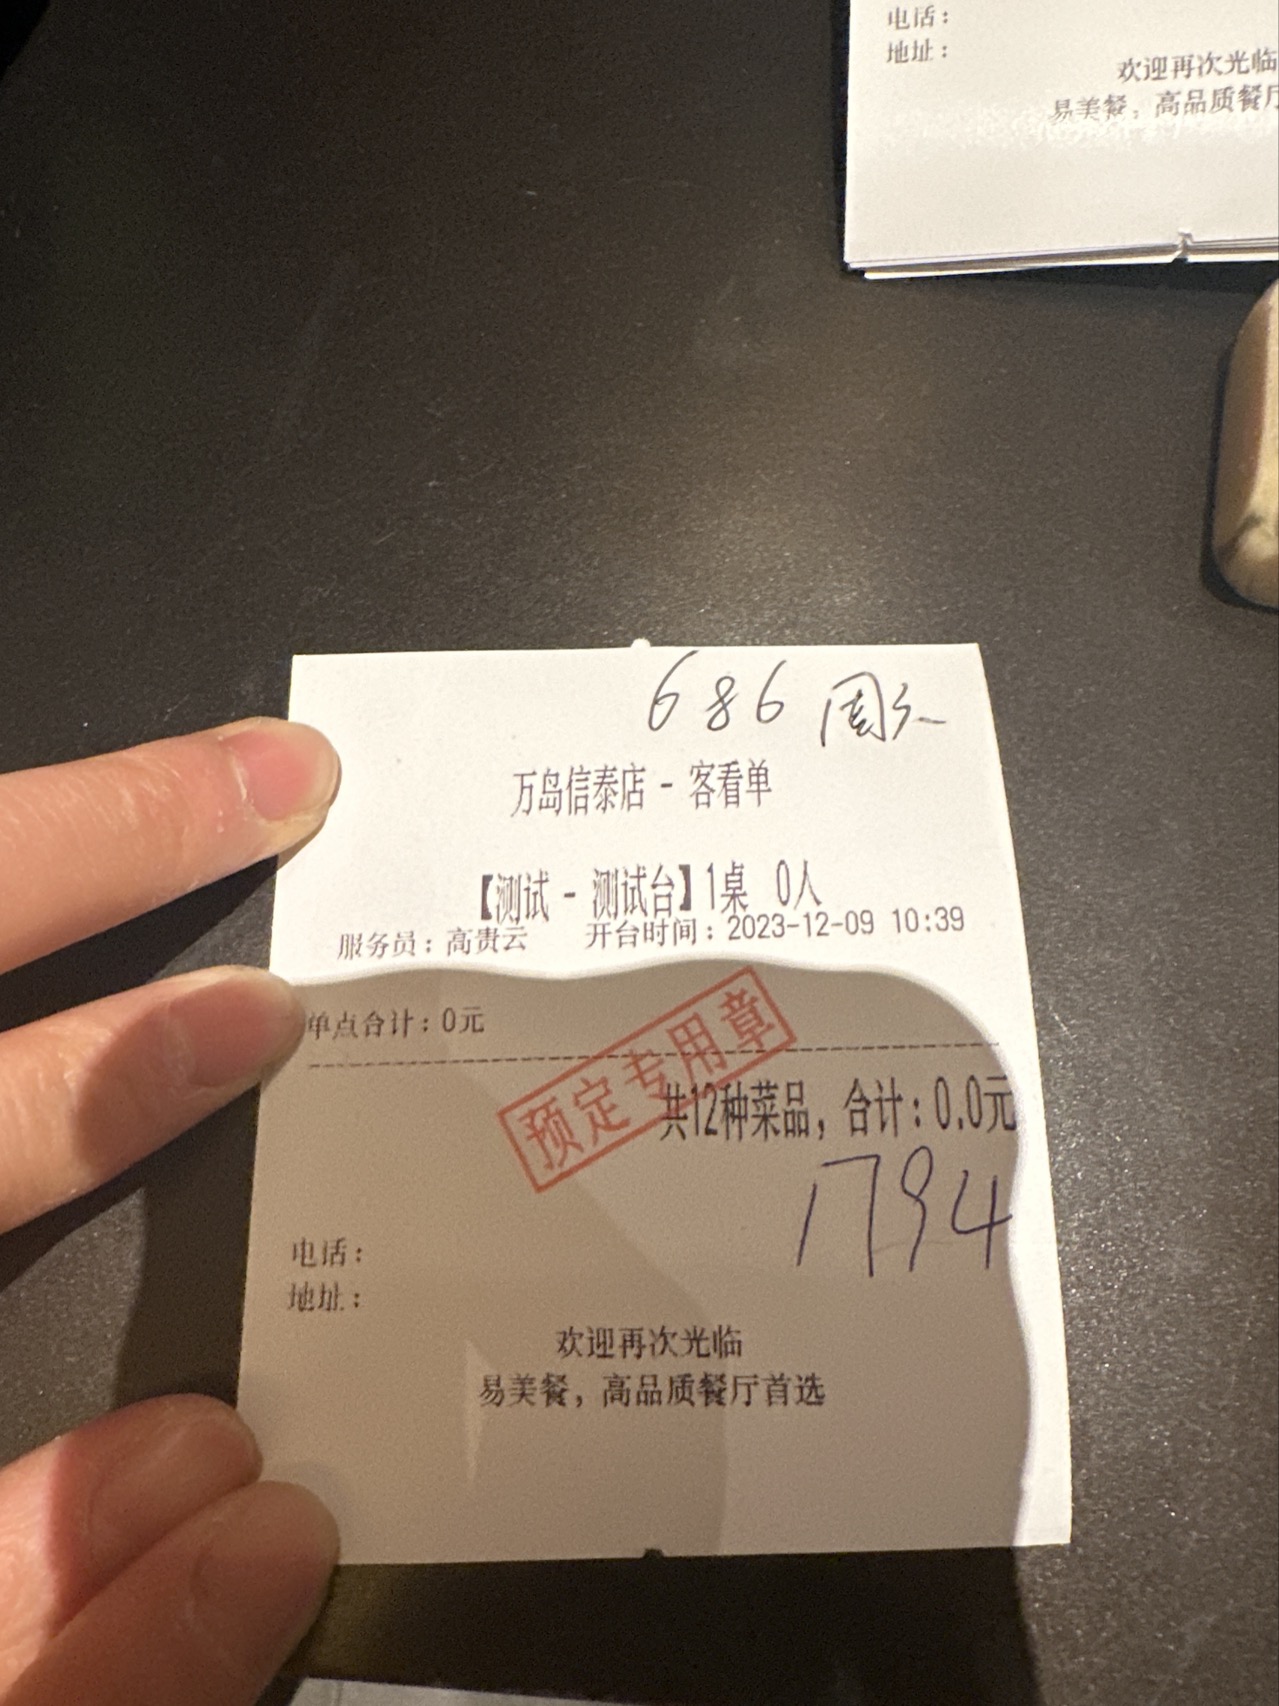 电话：
地址：
欢迎再次光临
易美餐，高品质餐厅
686 周
万岛信泰店 - 客看单
【测试 - 测试台】1桌 0人
服务员：高贵云 开台时间：2023-12-09 10:39
单点合计：0元
预定专用章
共12种菜品，合计：0.0元
1794
电话：
地址：
欢迎再次光临
易美餐，高品质餐厅首选